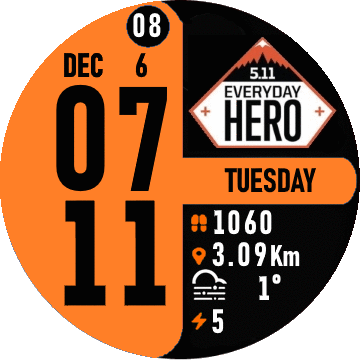 08
DEC 6
07
11
5.11
EVERYDAY
HERO
TUESDAY
1060
3.09Km
1°
5